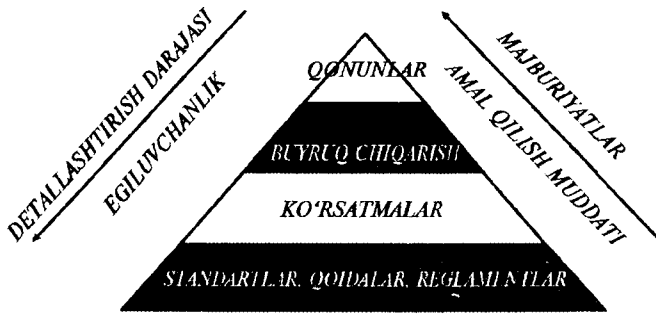 DETALLASHTIRISH DARAJASI
EGILUVCHANLIK
QONUNLAR
BUYRUQ CHIQARISH
KO'RSATMALAR
STANDARTLAR, QOIDALAR, REGLAMENTLAR
MAJBURIYATLAR
AMAL QILISH MUDDATI